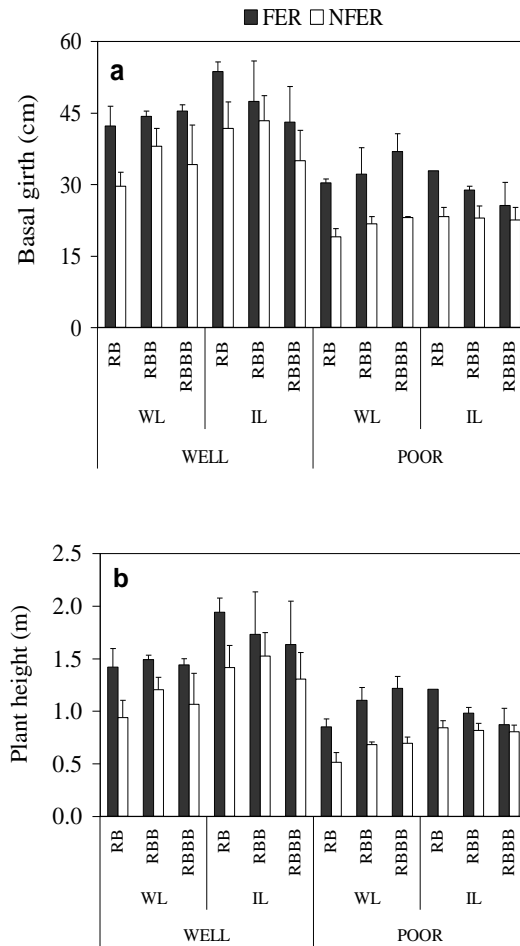 FER NFER
a
Basal girth (cm)
60
45
30
15
0
RB RBB RBBB RB RBB RBBB RB RBB RBBB RB RBB RBBB
WL IL WL IL
WELL POOR
b
Plant height (m)
2.5
2.0
1.5
1.0
0.5
0.0
RB RBB RBBB RB RBB RBBB RB RBB RBBB RB RBB RBBB
WL IL WL IL
WELL POOR